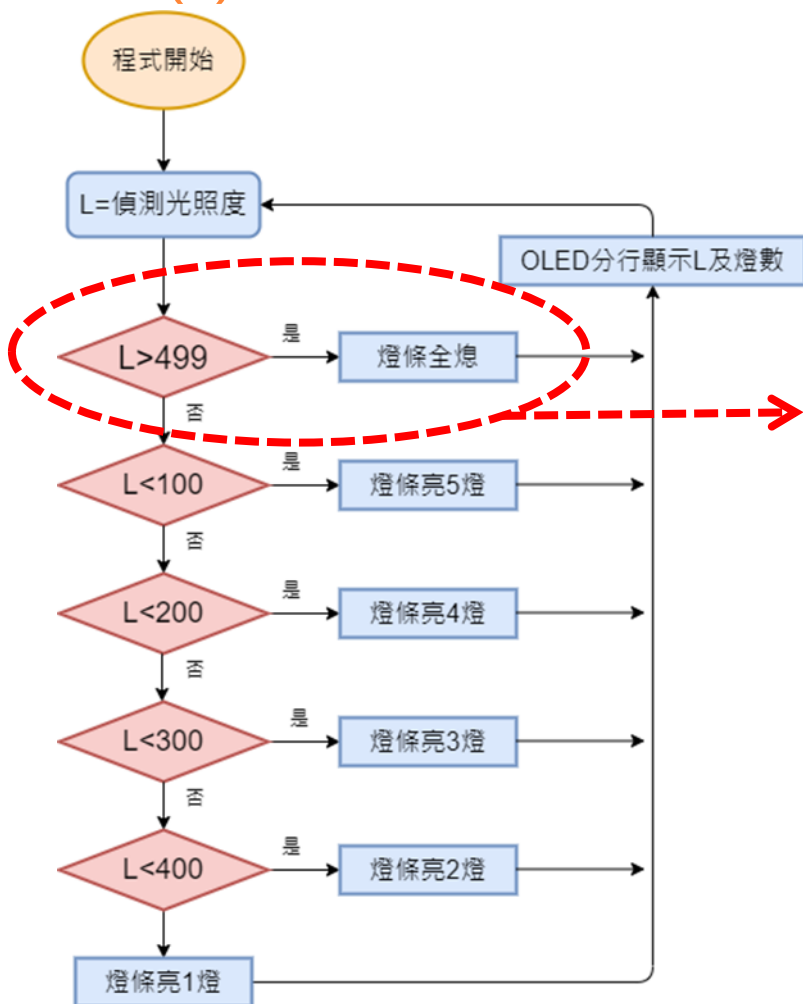 程式開始
L=偵測光照度
OLED分行顯示L及燈數
L>499
是
燈條全熄
否
L<100
是
燈條亮5燈
否
L<200
是
燈條亮4燈
否
L<300
是
燈條亮3燈
否
L<400
是
燈條亮2燈
燈條亮1燈